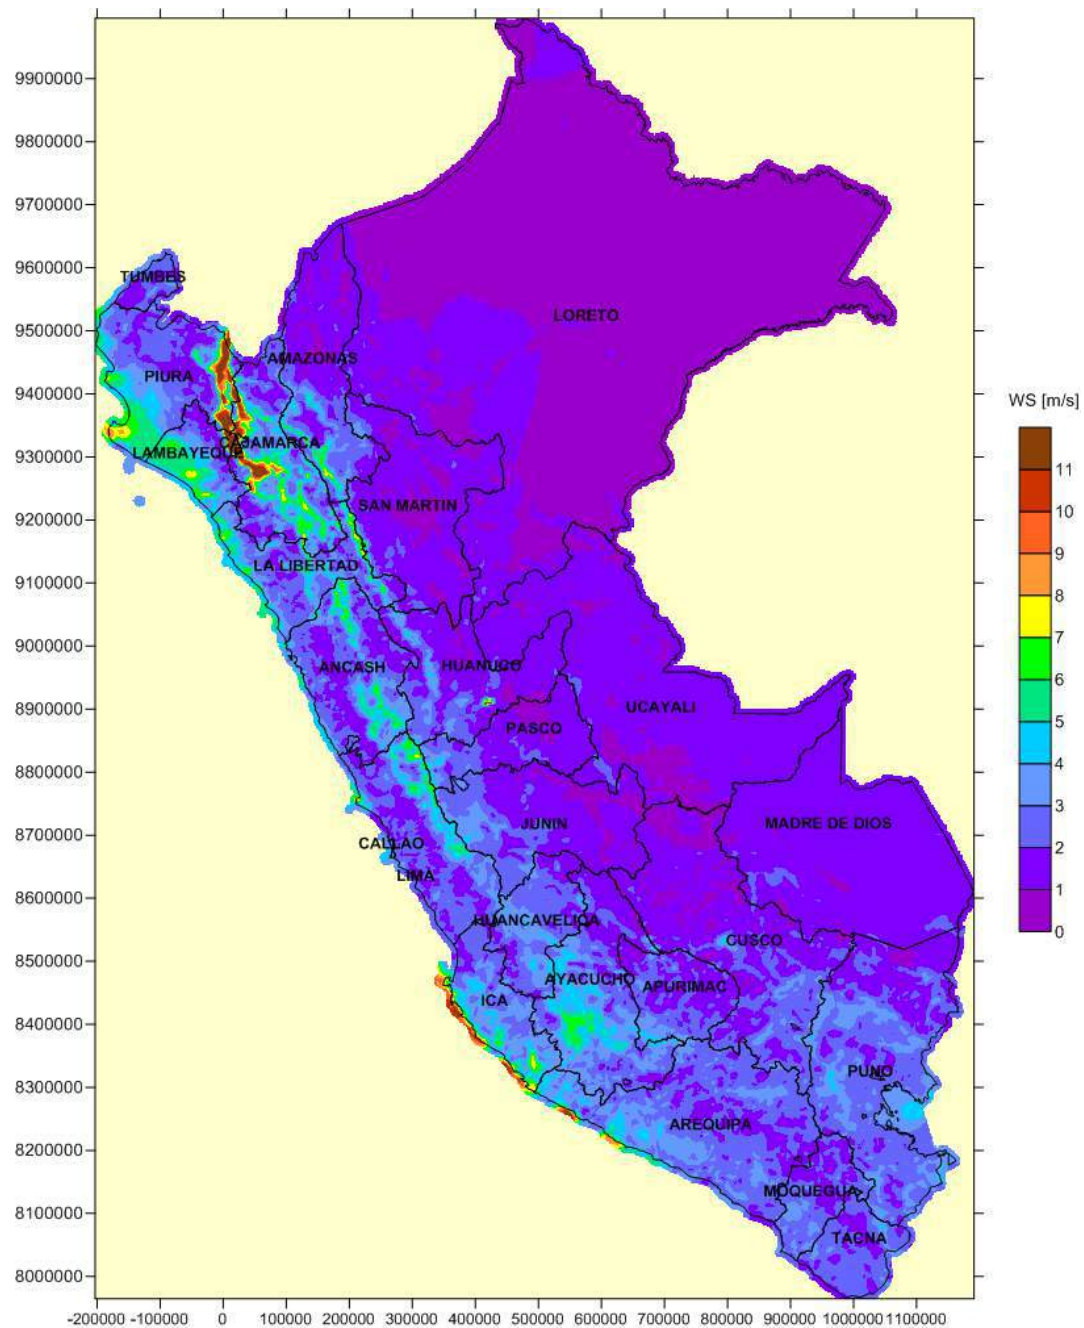 9900000
9800000
9700000
9600000
9500000
9400000
9300000
9200000
9100000
9000000
8900000
8800000
8700000
8600000
8500000
8400000
8300000
8200000
8100000
8000000
-200000 -100000 0 100000 200000 300000 400000 500000 600000 700000 800000 900000 1000000 1100000
TUMBES
LORETO
AMAZONAS
PIURA
CAJAMARCA
LAMBAYEQUE
SAN MARTIN
LA LIBERTAD
ANCASH
HUANUCO
UCAYALI
PASCO
JUNIN
MADRE DE DIOS
CALLAO
LIMA
HUANCAVELICA
CUSCO
AYACUCHO
APURIMAC
ICA
PUNO
AREQUIPA
MOQUEGUA
TACNA
WS [m/s]
11
10
9
8
7
6
5
4
3
2
1
0